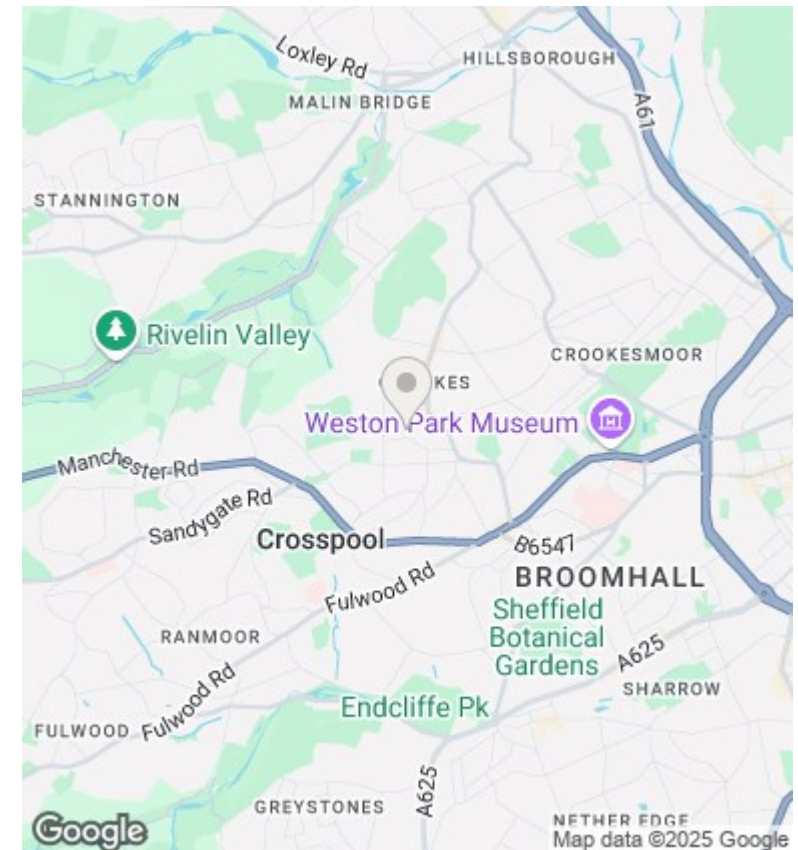 Loxley Rd
HILLSBOROUGH
MALIN BRIDGE
A61
STANNINGTON
Rivelin Valley
CROOKESMOOR
KES
Weston Park Museum
Manchester Rd
Sandygate Rd
Crosspool
B6547
BROOMHALL
Fulwood Rd
Sheffield
Botanical
Gardens
RANMOOR
A625
SHARROW
Endcliffe Pk
Fulwood Rd
FULWOOD
A625
GREYSTONES
NETHER EDGE
Google
Map data ©2025 Google